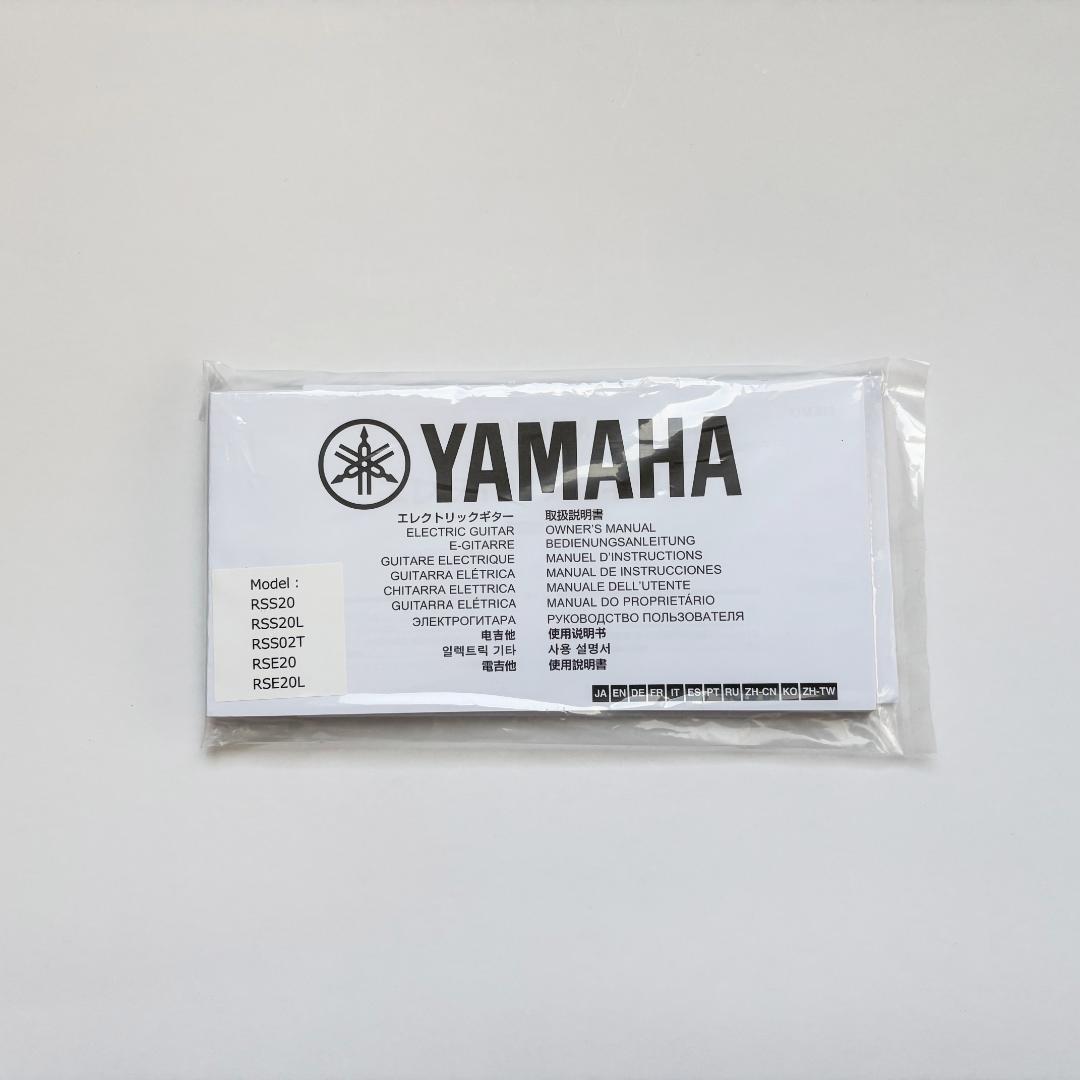 YAMAHA
エレクトリックギター 取扱説明書
ELECTRIC GUITAR OWNER'S MANUAL
E-GITARRE BEDIENUNGSANLEITUNG
GUITARE ELECTRIQUE MANUEL D'INSTRUCTIONS
GUITARRA ELÉTRICA MANUAL DE INSTRUCCIONES
CHITARRA ELETTRICA MANUALE DELL'UTENTE
GUITARRA ELÉTRICA MANUAL DO PROPRIETÁRIO
ЭЛЕКТРОГИТАРА РУКОВОДСТВО ПОЛЬЗОВАТЕЛЯ
电吉他 使用说明书
일렉트릭 기타 사용 설명서
電吉他 使用說明書
Model :
RSS20
RSS20L
RSS02T
RSE20
RSE20L
JA EN DE FR IT ES PT RU ZH-CN KO ZH-TW